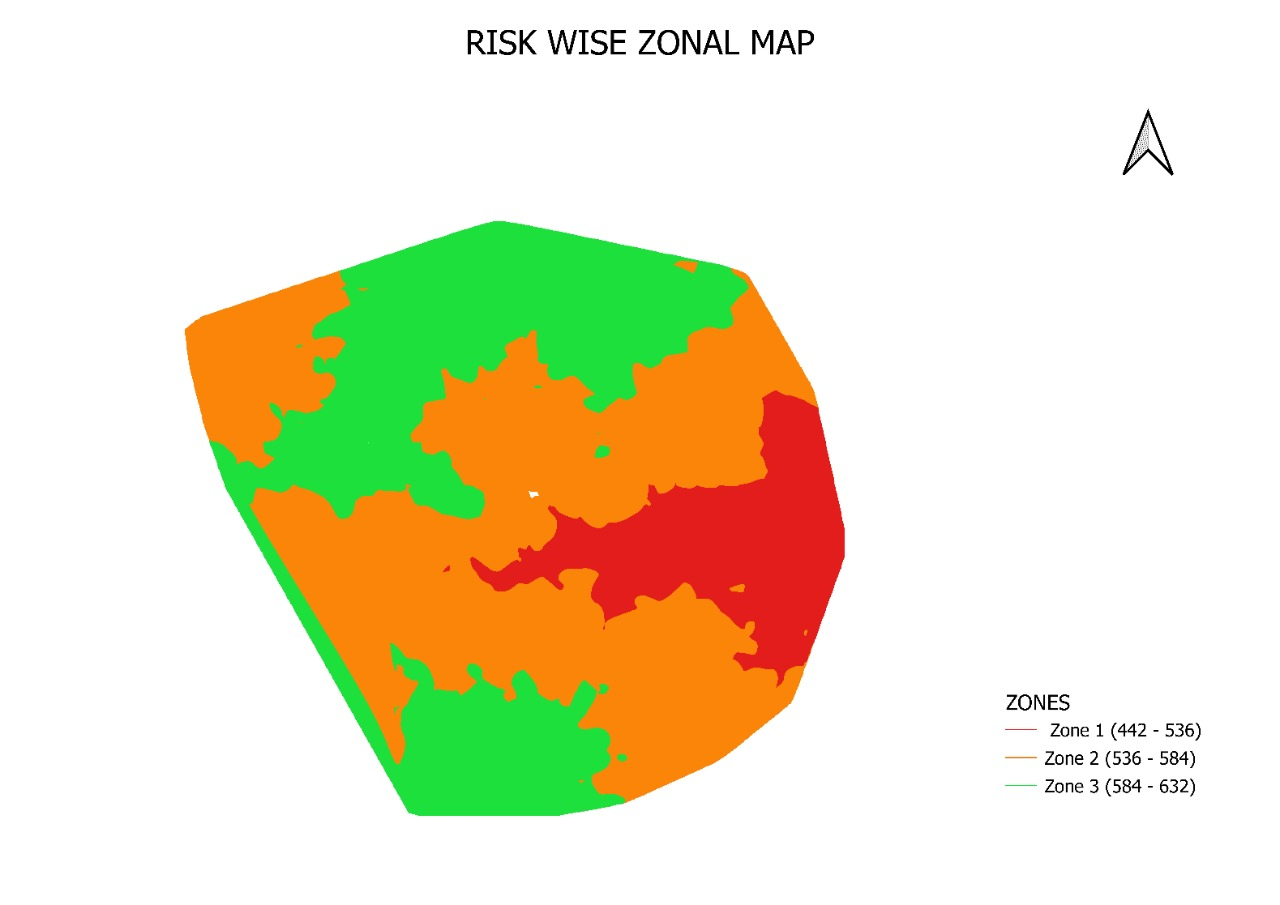 RISK WISE ZONAL MAP
ZONES
Zone 1 (442 - 536)
Zone 2 (536 - 584)
Zone 3 (584 - 632)